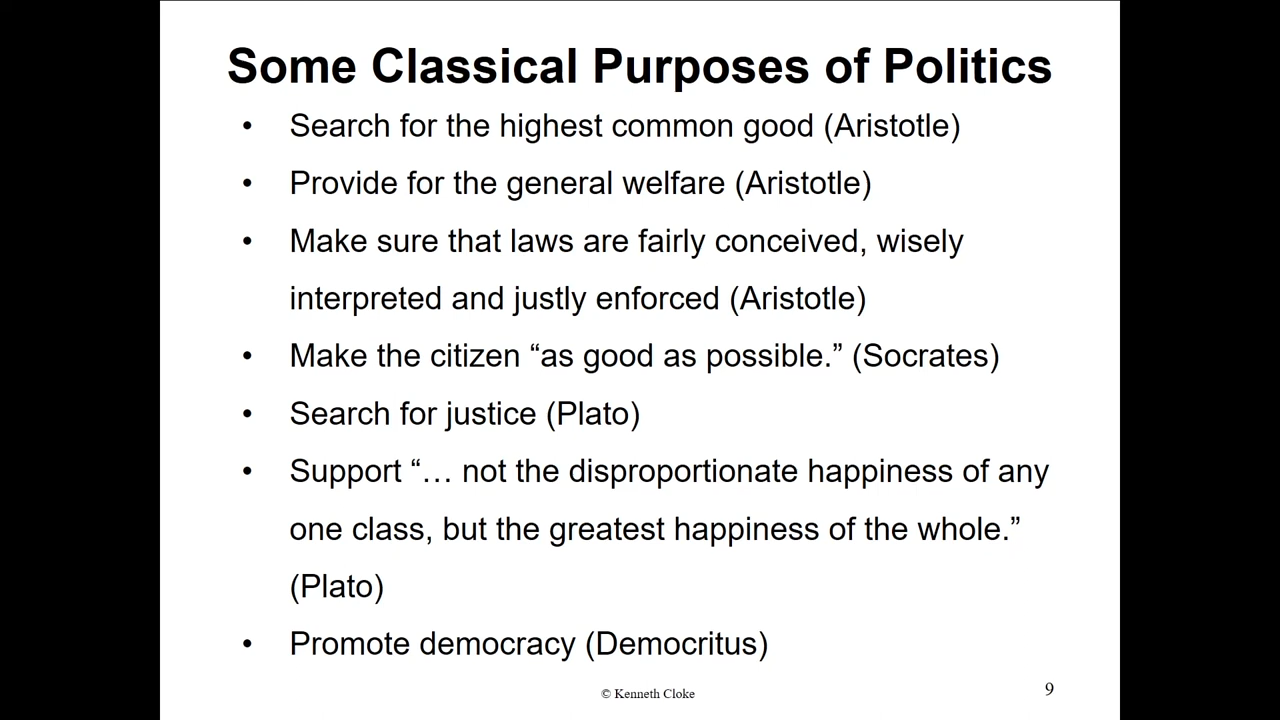 Some Classical Purposes of Politics
• Search for the highest common good (Aristotle)
• Provide for the general welfare (Aristotle)
• Make sure that laws are fairly conceived, wisely
interpreted and justly enforced (Aristotle)
• Make the citizen “as good as possible.” (Socrates)
• Search for justice (Plato)
• Support “… not the disproportionate happiness of any
one class, but the greatest happiness of the whole.”
(Plato)
• Promote democracy (Democritus)
© Kenneth Cloke
9